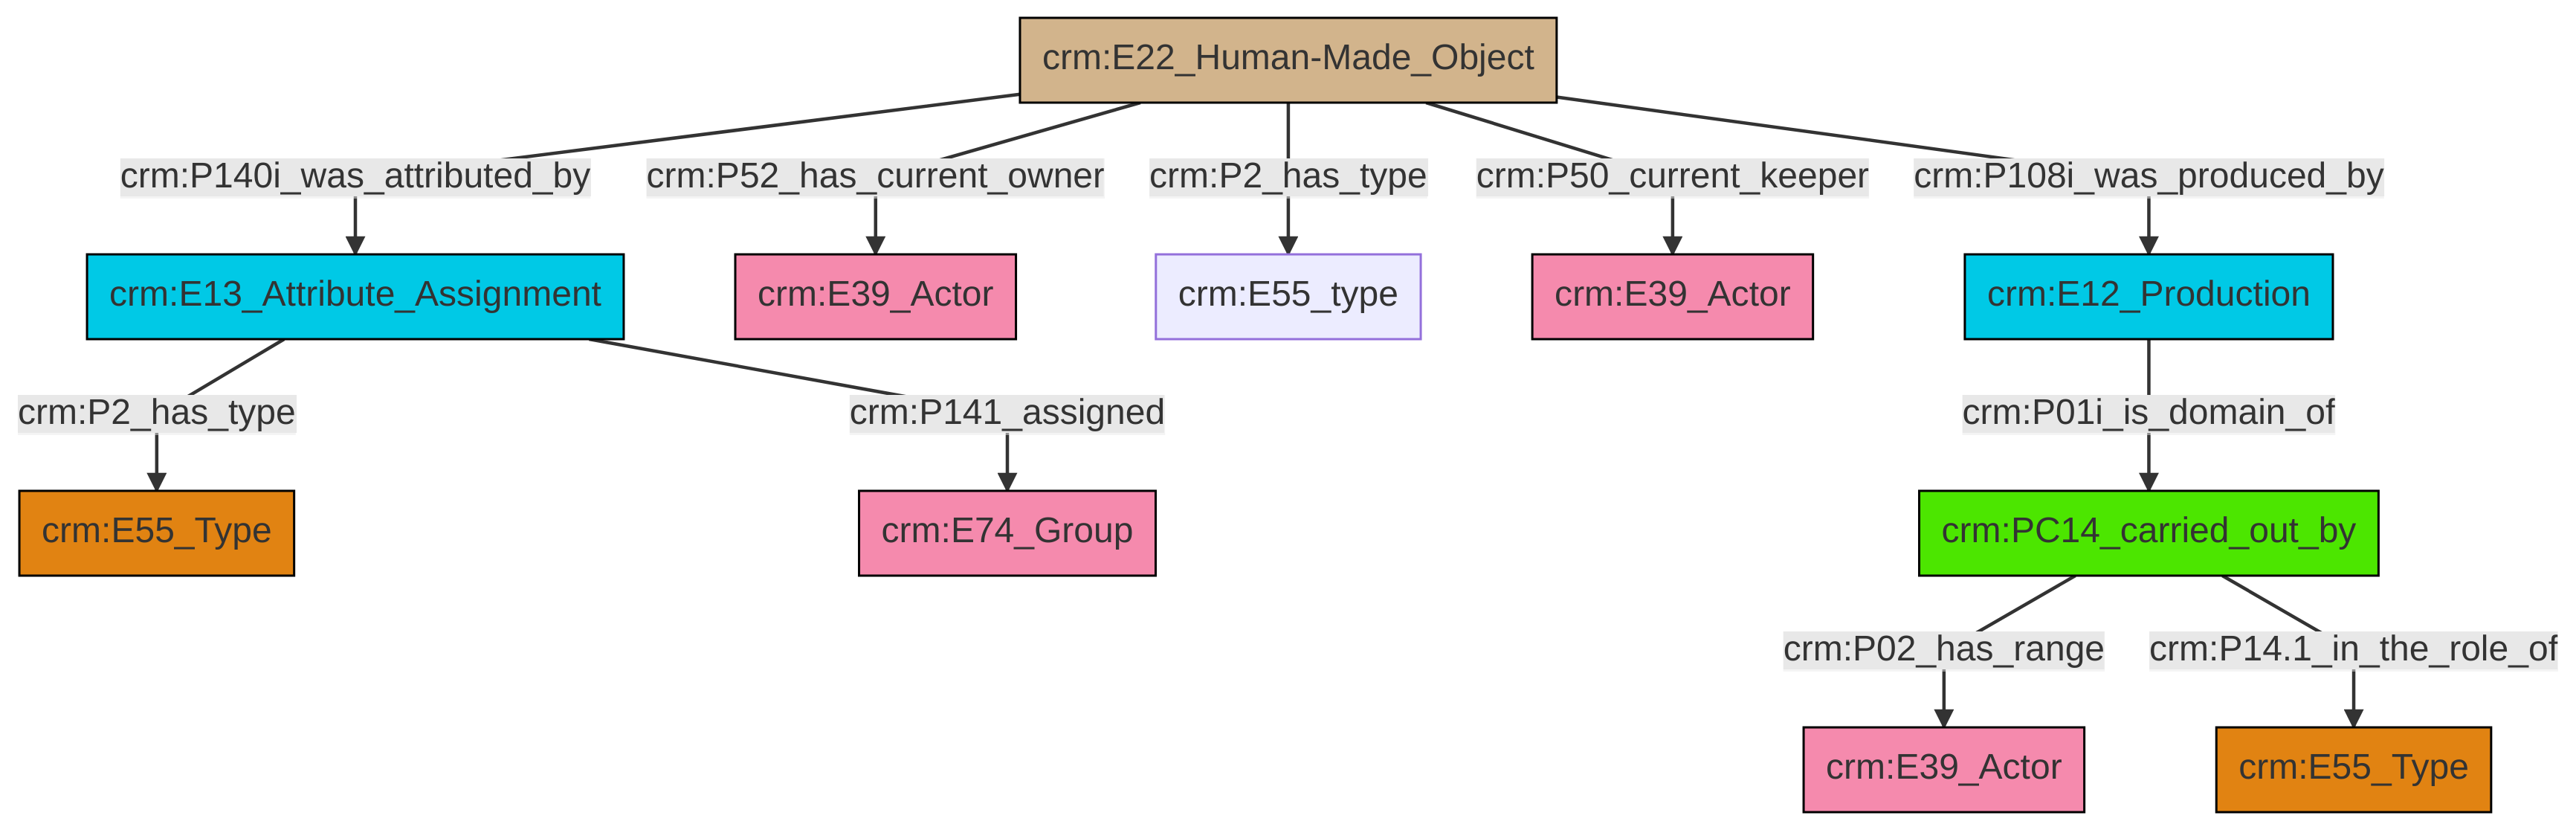 crm:E22_Human-Made_Object
crm:P140i_was_attributed_by
crm:P52_has_current_owner
crm:P2_has_type
crm:P50_current_keeper
crm:P108i_was_produced_by
crm:E13_Attribute_Assignment
crm:E39_Actor
crm:E55_type
crm:E39_Actor
crm:E12_Production
crm:P2_has_type
crm:P141_assigned
crm:P01i_is_domain_of
crm:E55_Type
crm:E74_Group
crm:PC14_carried_out_by
crm:P02_has_range
crm:P14.1_in_the_role_of
crm:E39_Actor
crm:E55_Type